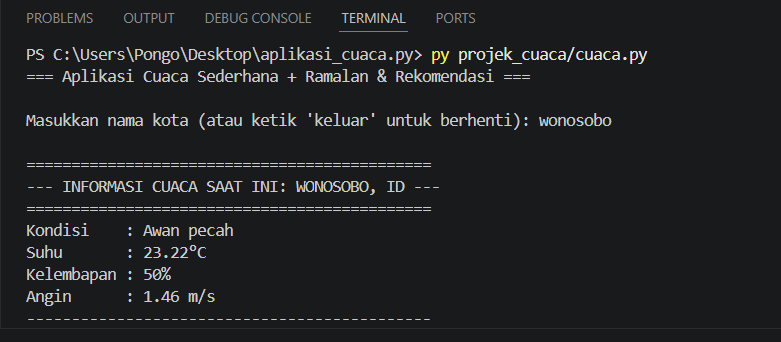 PROBLEMS OUTPUT DEBUG CONSOLE TERMINAL PORTS
PS C:\Users\Pongo\Desktop\aplikasi_cuaca.py> py projek_cuaca/cuaca.py
=== Aplikasi Cuaca Sederhana + Ramalan & Rekomendasi ===
Masukkan nama kota (atau ketik 'keluar' untuk berhenti): wonosobo
=============================================
--- INFORMASI CUACA SAAT INI: WONOSOBO, ID ---
=============================================
Kondisi    : Awan pecah
Suhu       : 23.22°C
Kelembapan : 50%
Angin      : 1.46 m/s
---------------------------------------------